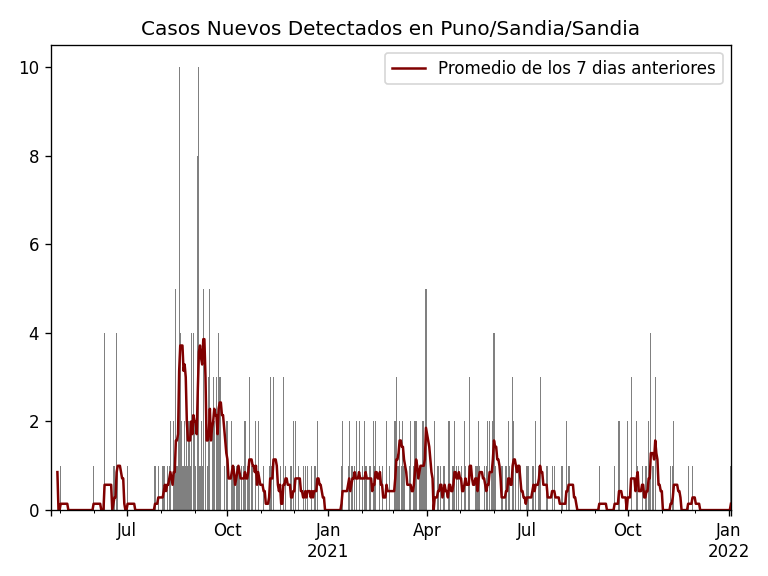 Casos Nuevos Detectados en Puno/Sandia/Sandia
Promedio de los 7 dias anteriores
10
8
6
4
2
0
Jul
Oct
Jan
2021
Apr
Jul
Oct
Jan
2022